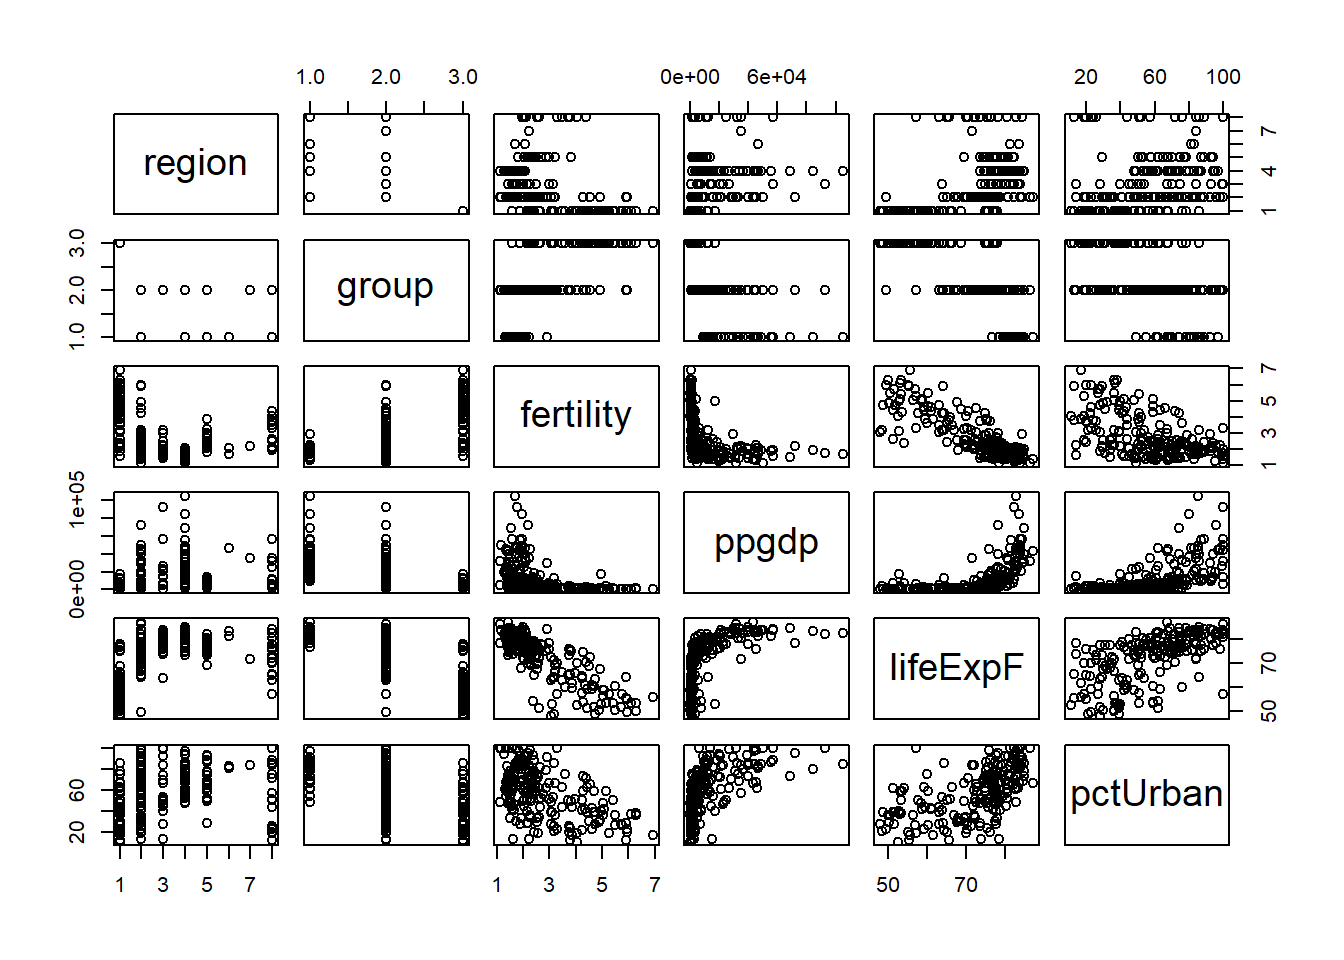 1.0 2.0 3.0 0e+00 6e+04 20 60 100
region 1 4 7
1.0 2.0 3.0 group
fertility 1 3 5 7
0e+00 1e+05 ppgdp
lifeExpF 50 70
20 60 pctUrban
1 3 5 7 1 3 5 7 50 70